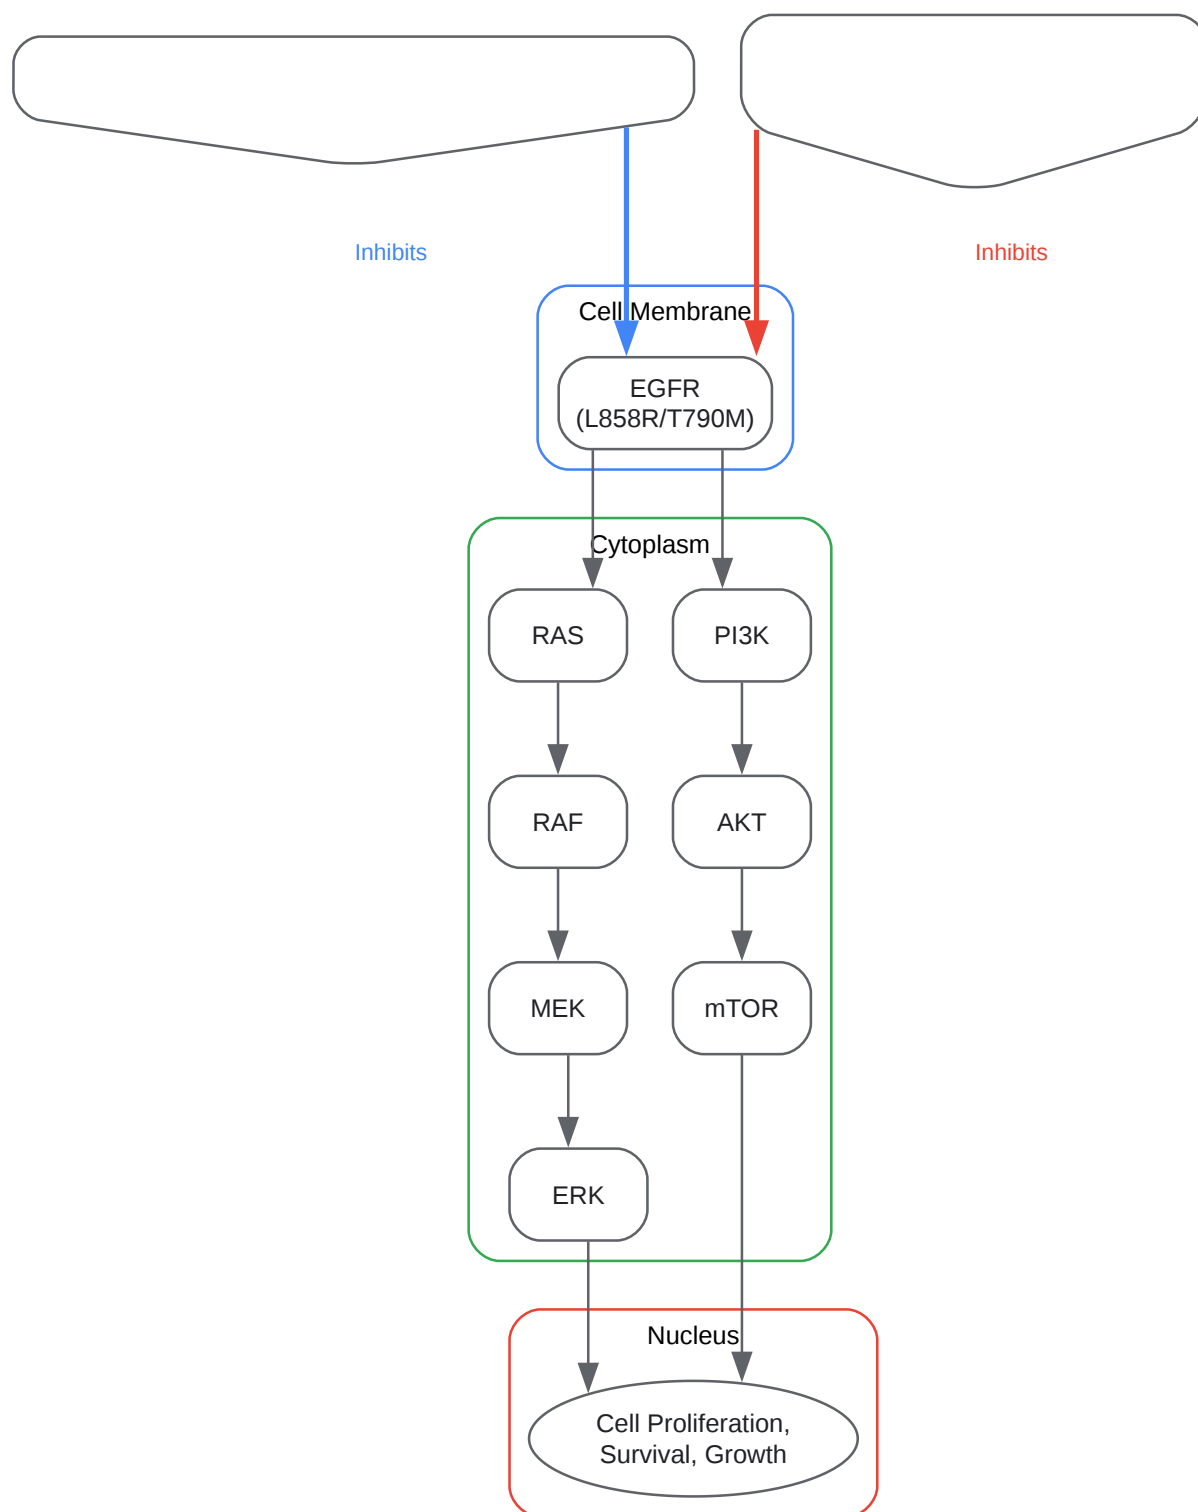 Inhibits
Inhibits
Cell Membrane
EGFR
(L858R/T790M)
Cytoplasm
RAS
PI3K
RAF
AKT
MEK
mTOR
ERK
Nucleus
Cell Proliferation,
Survival, Growth